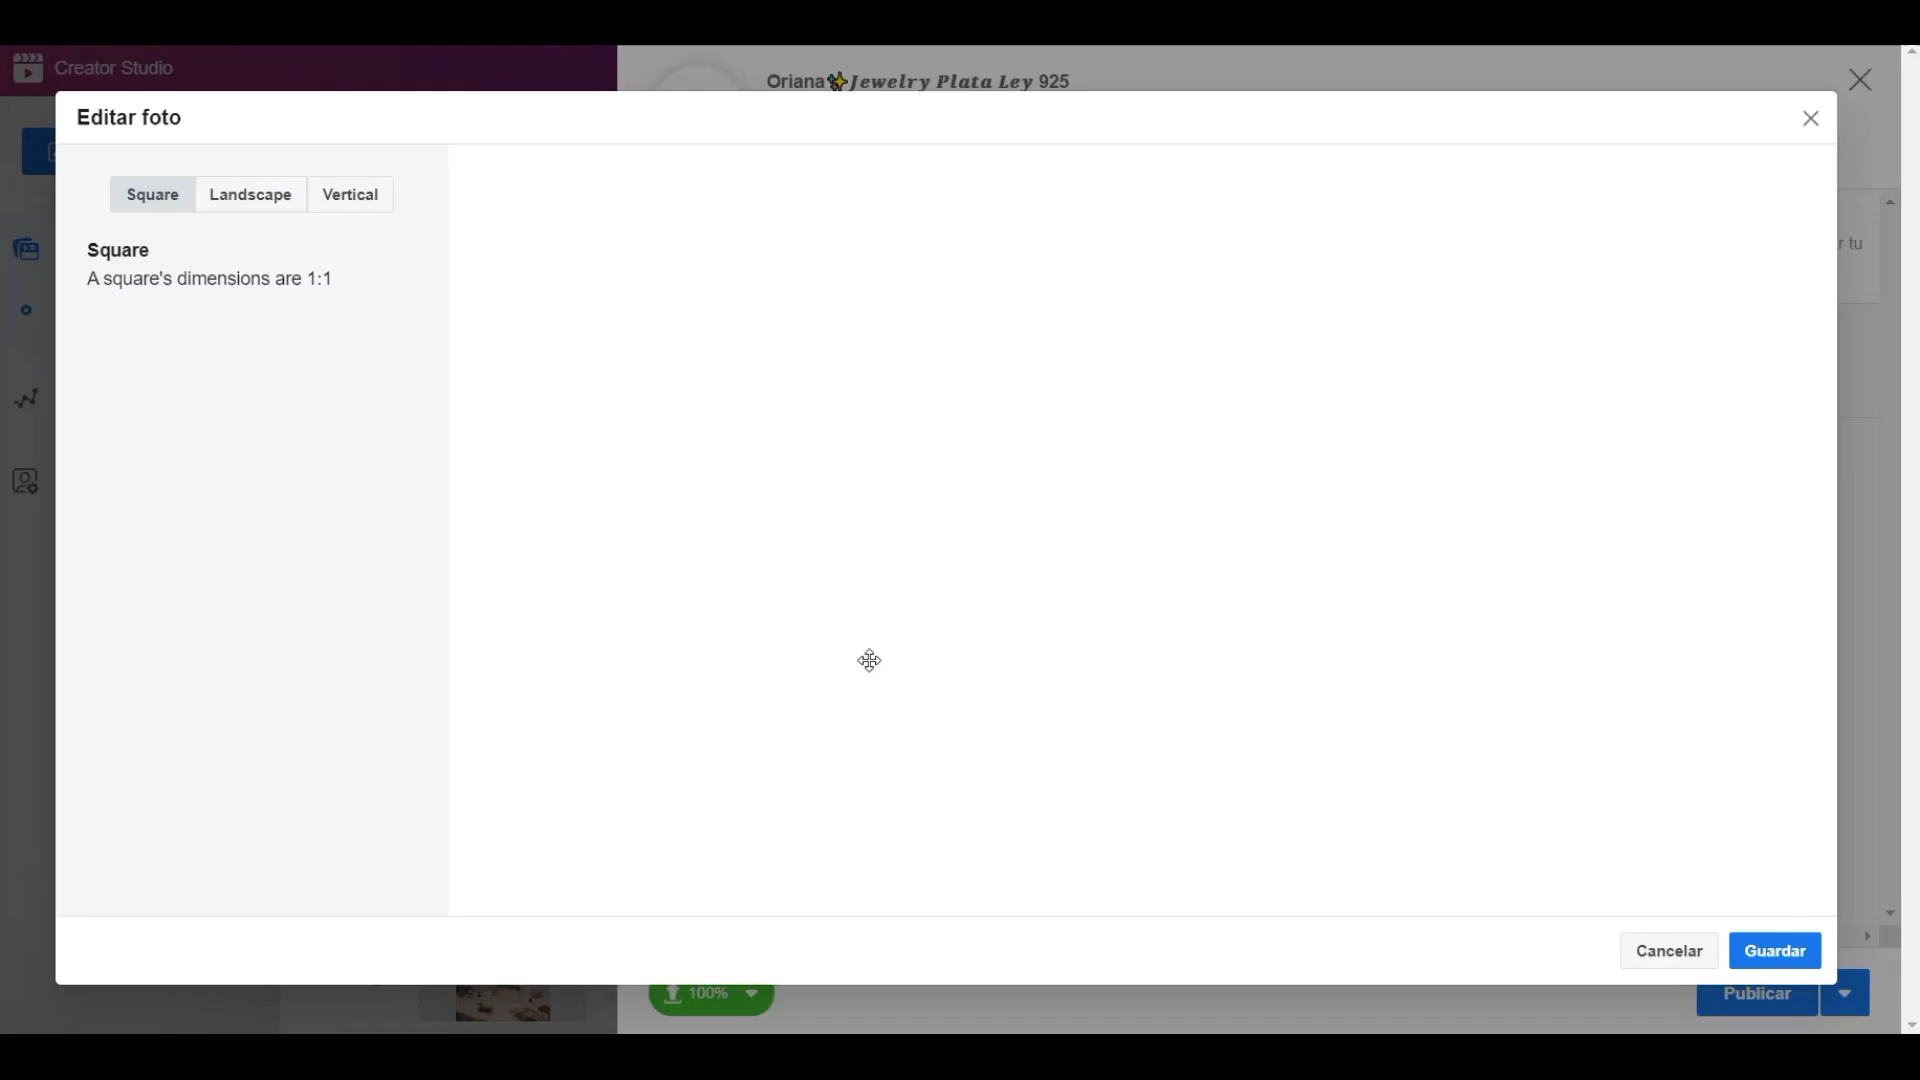 Creator Studio
Oriana✨Jewelry Plata Ley 925
Editar foto
Square
Landscape
Vertical
r tu
Square
A square's dimensions are 1:1
Cancelar
Guardar
100%
Publicar